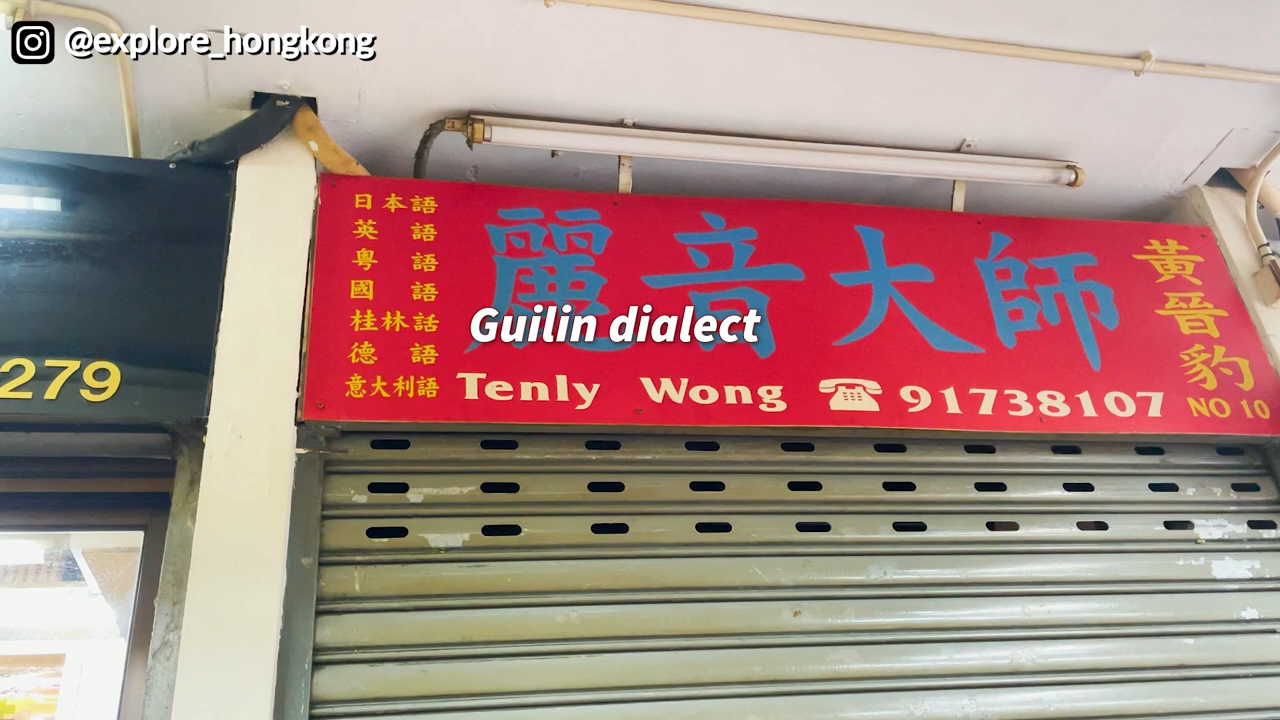 @explore_hongkong
279
日本語
英語
粵語
國語
桂林話
德語
意大利語
麗音大師
Guilin dialect
Tenly Wong ☎ 91738107
黃晉豹
NO 10